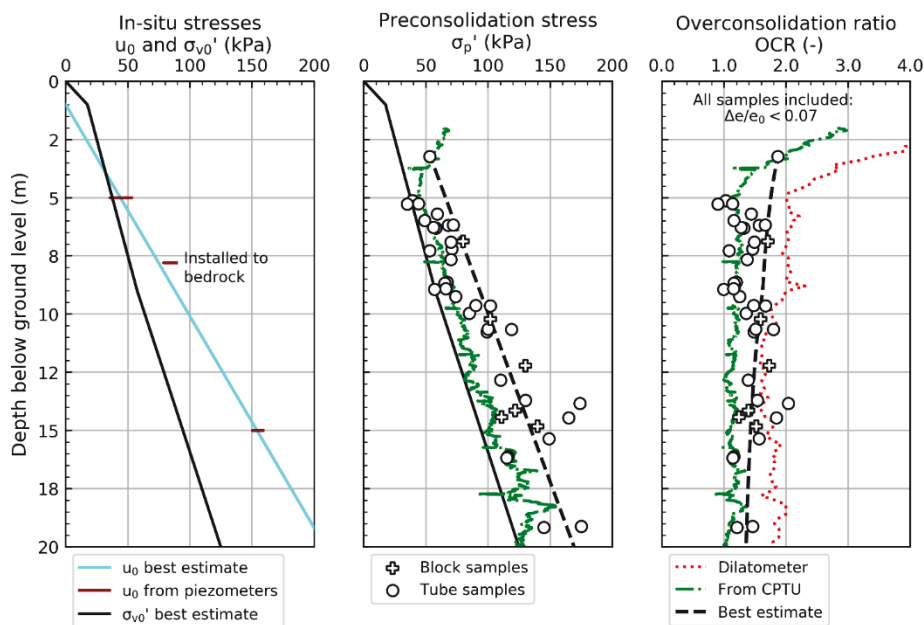 In-situ stresses
u₀ and σᵥ₀' (kPa)
0 50 100 150 200
Preconsolidation stress
σₚ' (kPa)
0 50 100 150 200
Overconsolidation ratio
OCR (-)
0.0 1.0 2.0 3.0 4.0
Depth below ground level (m)
0
2
5
8
10
12
15
18
20
Installed to
bedrock
All samples included:
Δe/e₀ < 0.07
u₀ best estimate
u₀ from piezometers
σᵥ₀' best estimate
Block samples
Tube samples
Dilatometer
From CPTU
Best estimate